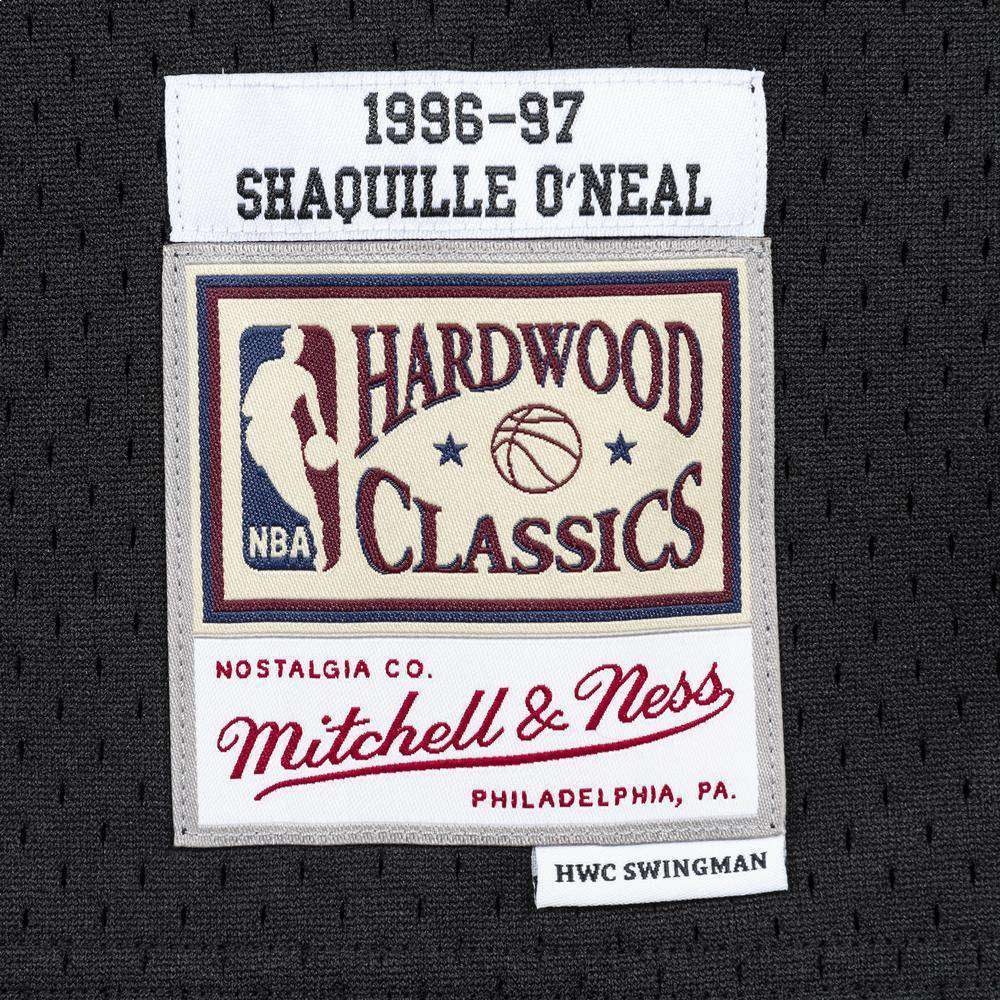 1996-97
SHAQUILLE O'NEAL
HARDWOOD
CLASSICS
NBA
NOSTALGIA CO.
Mitchell & Ness
PHILADELPHIA, PA.
HWC SWINGMAN